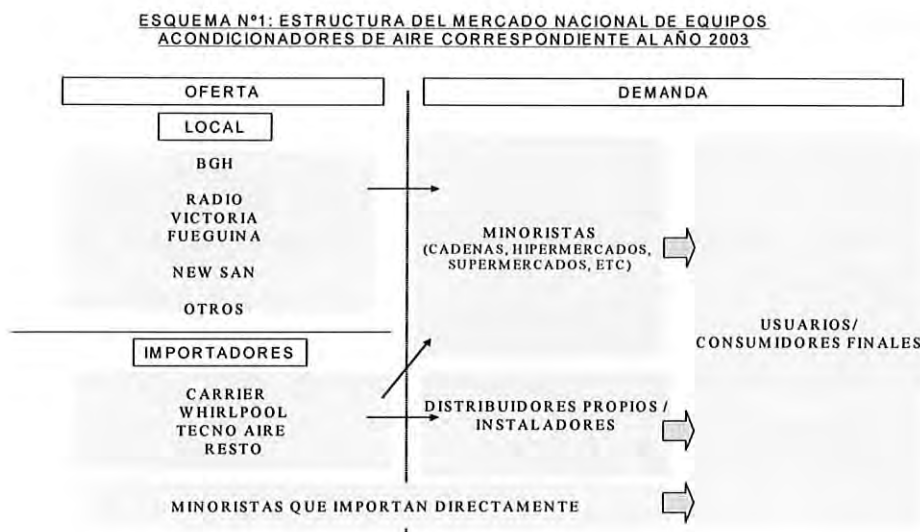 ESQUEMA Nº1: ESTRUCTURA DEL MERCADO NACIONAL DE EQUIPOS
ACONDICIONADORES DE AIRE CORRESPONDIENTE AL AÑO 2003
OFERTA
DEMANDA
LOCAL
BGH
RADIO
VICTORIA
FUEGUINA
NEW SAN
OTROS
MINORISTAS
(CADENAS, HIPERMERCADOS,
SUPERMERCADOS, ETC)
USUARIOS/
CONSUMIDORES FINALES
IMPORTADORES
CARRIER
WHIRLPOOL
TECNO AIRE
RESTO
DISTRIBUIDORES PROPIOS /
INSTALADORES
MINORISTAS QUE IMPORTAN DIRECTAMENTE